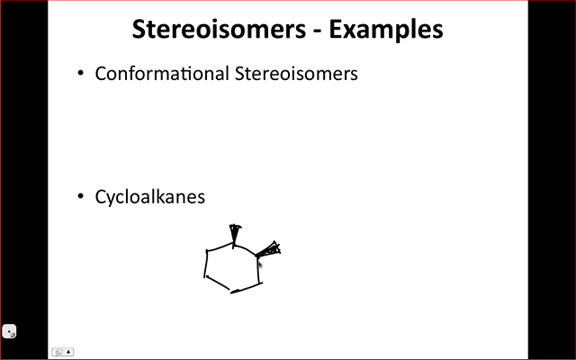 Stereoisomers - Examples
• Conformational Stereoisomers
• Cycloalkanes